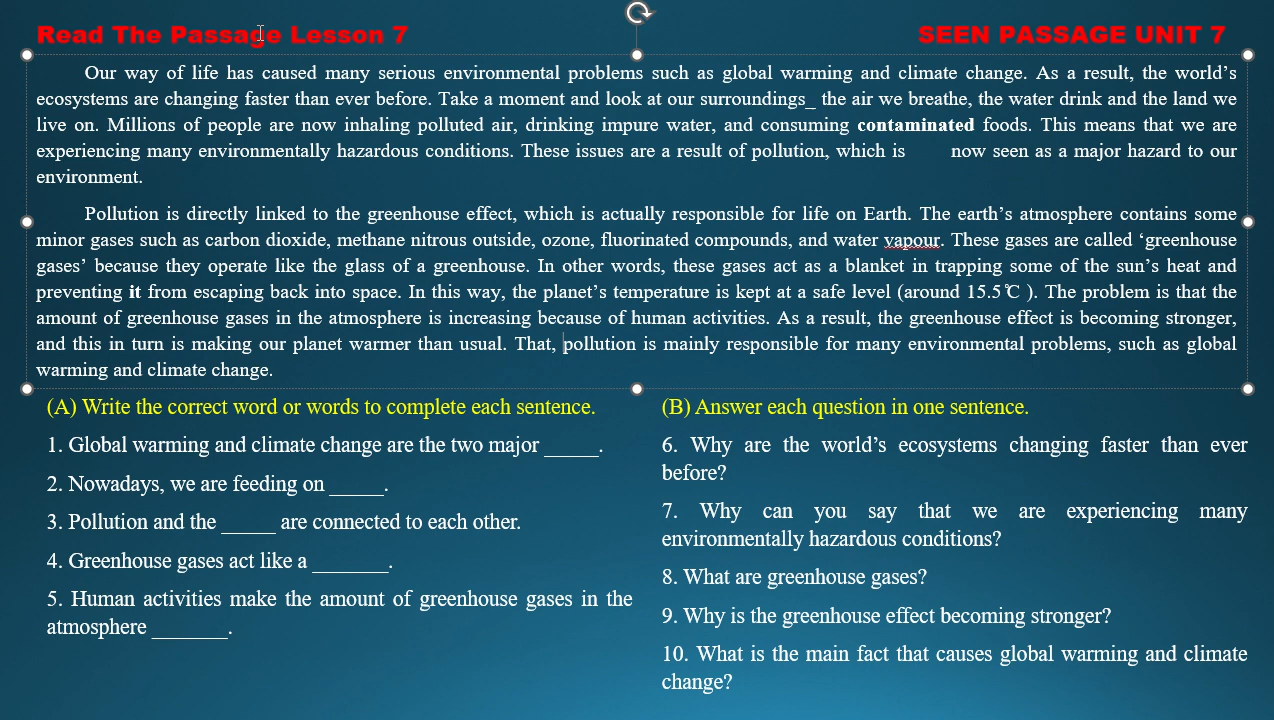 Read The Passage Lesson 7
SEEN PASSAGE UNIT 7
Our way of life has caused many serious environmental problems such as global warming and climate change. As a result, the world’s
ecosystems are changing faster than ever before. Take a moment and look at our surroundings_ the air we breathe, the water drink and the land we
live on. Millions of people are now inhaling polluted air, drinking impure water, and consuming contaminated foods. This means that we are
experiencing many environmentally hazardous conditions. These issues are a result of pollution, which is now seen as a major hazard to our
environment.
Pollution is directly linked to the greenhouse effect, which is actually responsible for life on Earth. The earth’s atmosphere contains some
minor gases such as carbon dioxide, methane nitrous outside, ozone, fluorinated compounds, and water vapour. These gases are called ‘greenhouse
gases’ because they operate like the glass of a greenhouse. In other words, these gases act as a blanket in trapping some of the sun’s heat and
preventing it from escaping back into space. In this way, the planet’s temperature is kept at a safe level (around 15.5℃ ). The problem is that the
amount of greenhouse gases in the atmosphere is increasing because of human activities. As a result, the greenhouse effect is becoming stronger,
and this in turn is making our planet warmer than usual. That, pollution is mainly responsible for many environmental problems, such as global
warming and climate change.
(A) Write the correct word or words to complete each sentence.
1. Global warming and climate change are the two major _____.
2. Nowadays, we are feeding on _____.
3. Pollution and the _____ are connected to each other.
4. Greenhouse gases act like a _______.
5. Human activities make the amount of greenhouse gases in the
atmosphere _______.
(B) Answer each question in one sentence.
6. Why are the world’s ecosystems changing faster than ever
before?
7. Why can you say that we are experiencing many
environmentally hazardous conditions?
8. What are greenhouse gases?
9. Why is the greenhouse effect becoming stronger?
10. What is the main fact that causes global warming and climate
change?